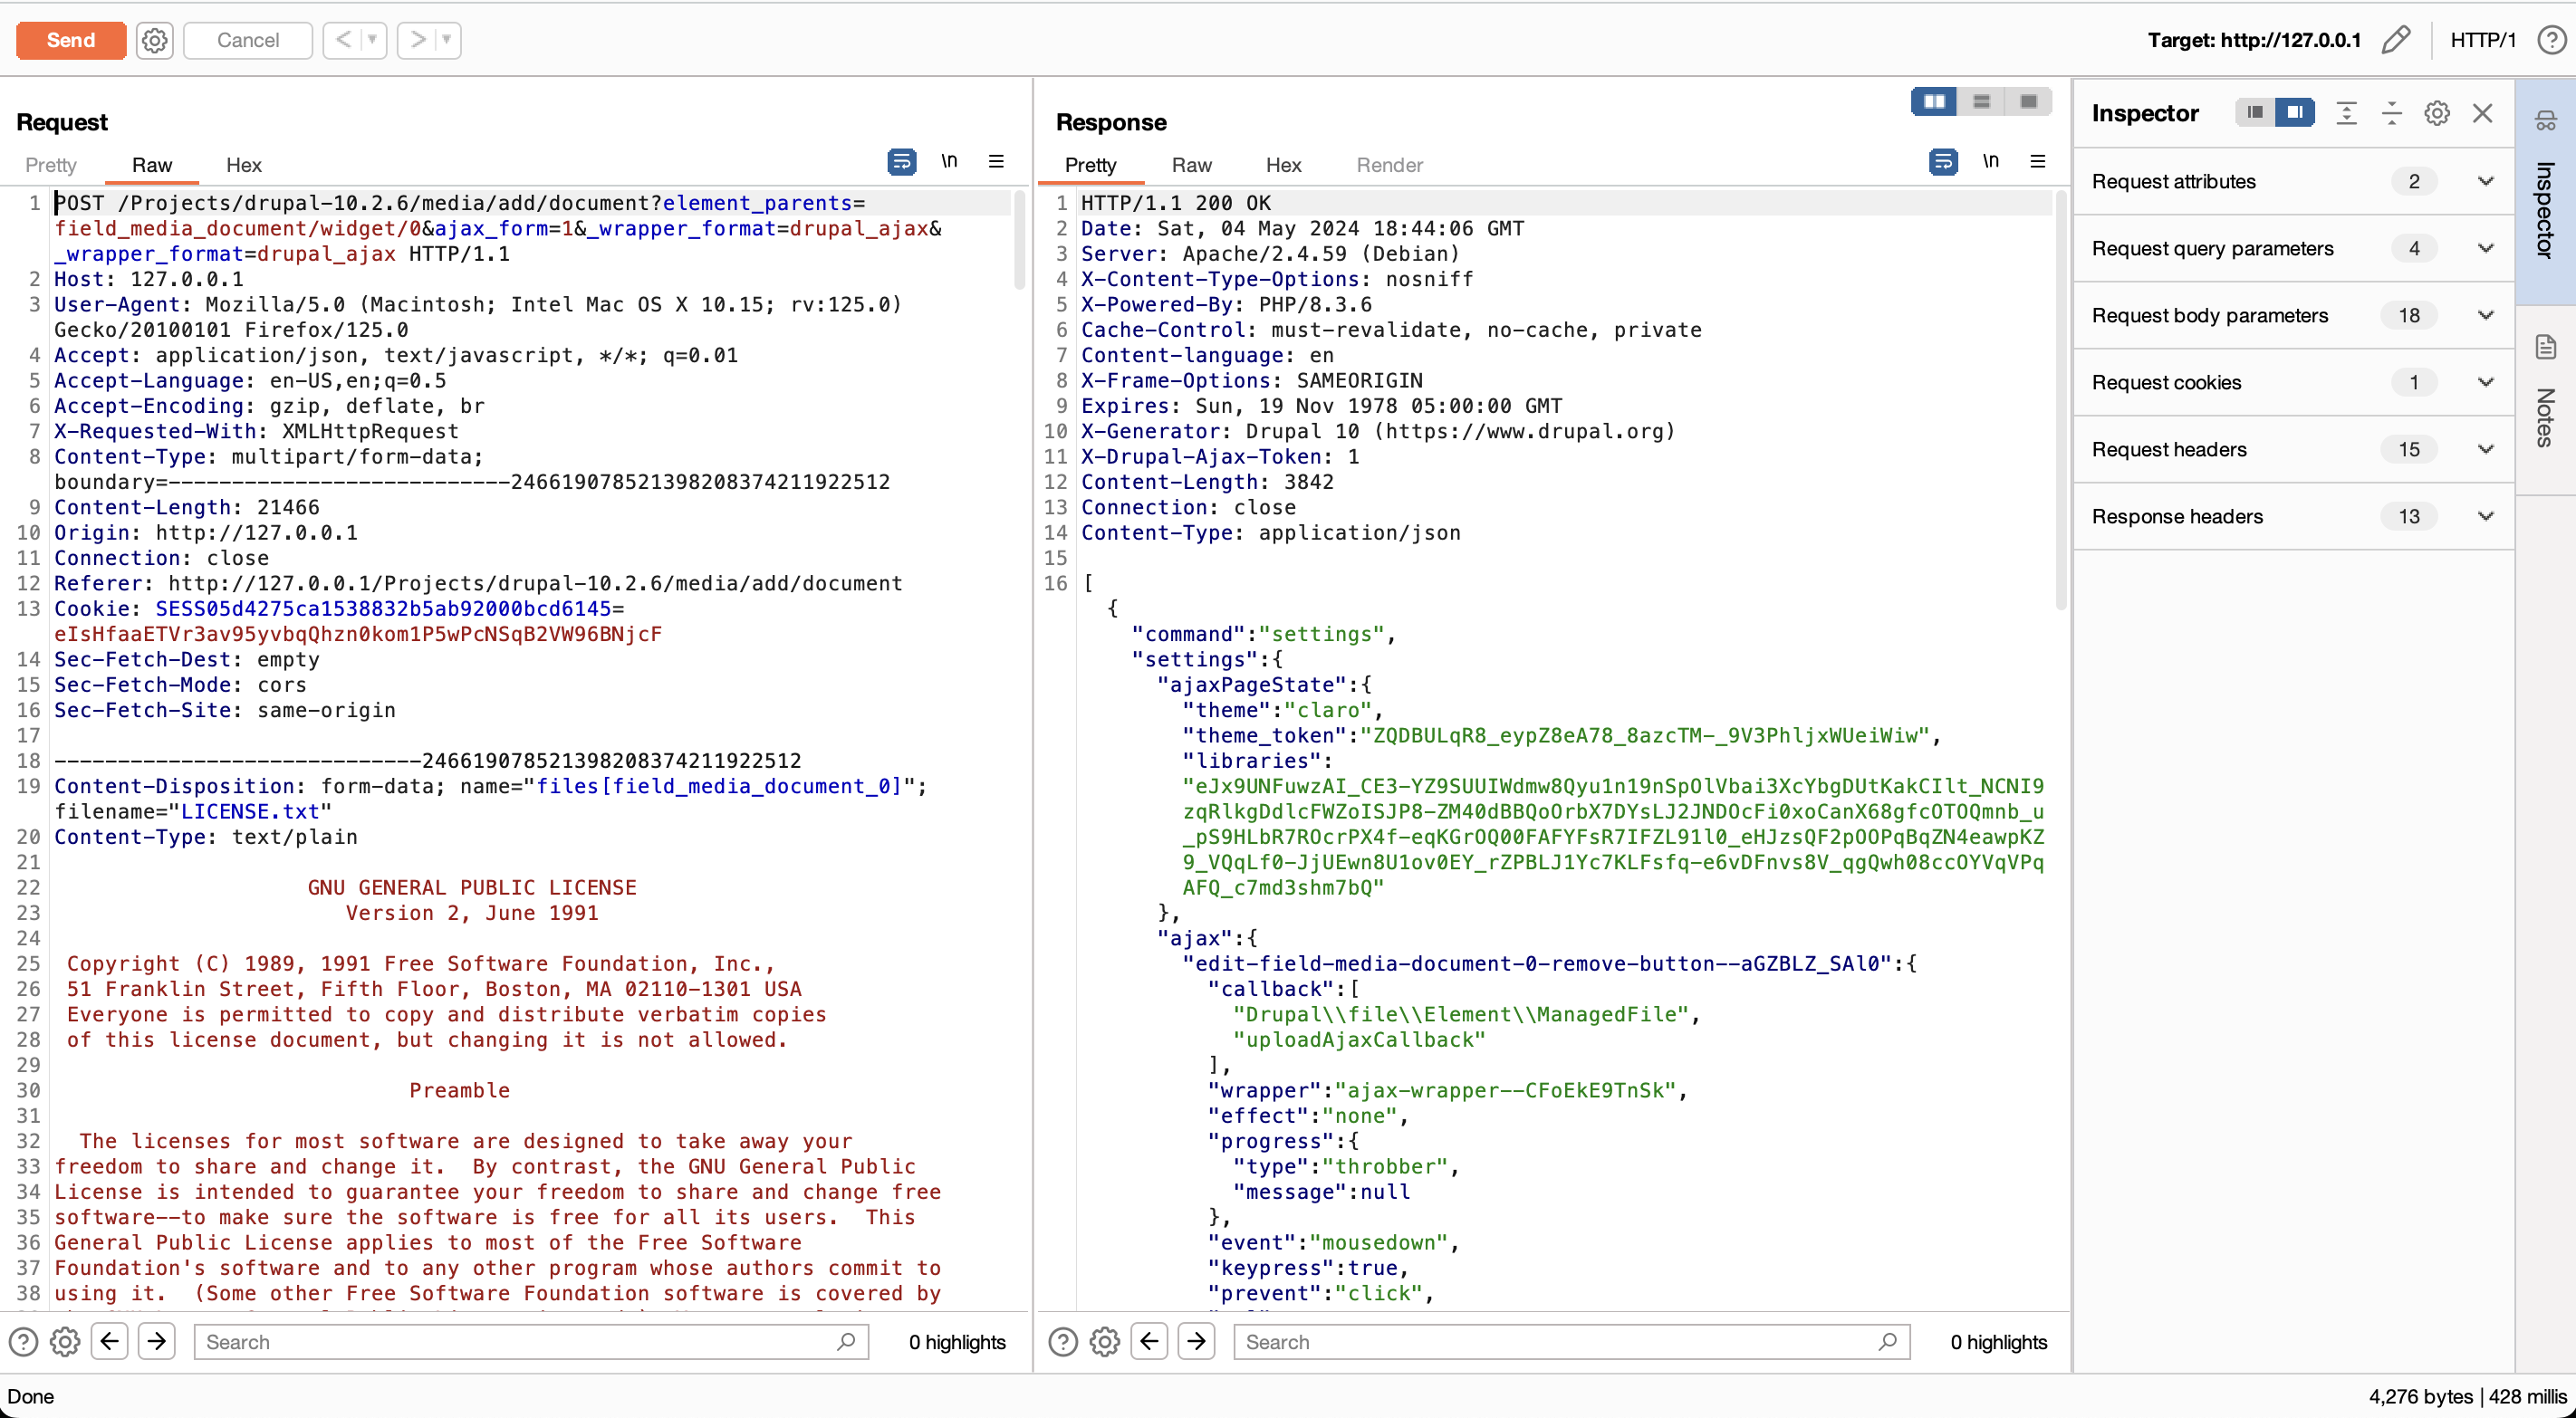 Send
Cancel
Target: http://127.0.0.1
HTTP/1
Request
Pretty
Raw
Hex
\n
1 POST /Projects/drupal-10.2.6/media/add/document?element_parents=
field_media_document/widget/0&ajax_form=1&_wrapper_format=drupal_ajax&
_wrapper_format=drupal_ajax HTTP/1.1
2 Host: 127.0.0.1
3 User-Agent: Mozilla/5.0 (Macintosh; Intel Mac OS X 10.15; rv:125.0)
Gecko/20100101 Firefox/125.0
4 Accept: application/json, text/javascript, */*; q=0.01
5 Accept-Language: en-US,en;q=0.5
6 Accept-Encoding: gzip, deflate, br
7 X-Requested-With: XMLHttpRequest
8 Content-Type: multipart/form-data;
boundary=---------------------------246619078521398208374211922512
9 Content-Length: 21466
10 Origin: http://127.0.0.1
11 Connection: close
12 Referer: http://127.0.0.1/Projects/drupal-10.2.6/media/add/document
13 Cookie: SESS05d4275ca1538832b5ab92000bcd6145=
eIsHfaaETVr3av95yvbqQhzn0kom1P5wPcNSqB2VW96BNjcF
14 Sec-Fetch-Dest: empty
15 Sec-Fetch-Mode: cors
16 Sec-Fetch-Site: same-origin
17
18 -----------------------------246619078521398208374211922512
19 Content-Disposition: form-data; name="files[field_media_document_0]";
filename="LICENSE.txt"
20 Content-Type: text/plain
21
22 GNU GENERAL PUBLIC LICENSE
23 Version 2, June 1991
24
25 Copyright (C) 1989, 1991 Free Software Foundation, Inc.,
26 51 Franklin Street, Fifth Floor, Boston, MA 02110-1301 USA
27 Everyone is permitted to copy and distribute verbatim copies
28 of this license document, but changing it is not allowed.
29
30 Preamble
31
32 The licenses for most software are designed to take away your
33 freedom to share and change it.  By contrast, the GNU General Public
34 License is intended to guarantee your freedom to share and change free
35 software--to make sure the software is free for all its users.  This
36 General Public License applies to most of the Free Software
37 Foundation's software and to any other program whose authors commit to
38 using it.  (Some other Free Software Foundation software is covered by
Search
0 highlights
Response
Pretty
Raw
Hex
Render
\n
1 HTTP/1.1 200 OK
2 Date: Sat, 04 May 2024 18:44:06 GMT
3 Server: Apache/2.4.59 (Debian)
4 X-Content-Type-Options: nosniff
5 X-Powered-By: PHP/8.3.6
6 Cache-Control: must-revalidate, no-cache, private
7 Content-language: en
8 X-Frame-Options: SAMEORIGIN
9 Expires: Sun, 19 Nov 1978 05:00:00 GMT
10 X-Generator: Drupal 10 (https://www.drupal.org)
11 X-Drupal-Ajax-Token: 1
12 Content-Length: 3842
13 Connection: close
14 Content-Type: application/json
15
16 [
{
"command":"settings",
"settings":{
"ajaxPageState":{
"theme":"claro",
"theme_token":"ZQDBULqR8_eypZ8eA78_8azcTM-_9V3PhljxWUeiWiw",
"libraries":
"eJx9UNFuwzAI_CE3-YZ9SUUIWdmw8Qyu1n19nSpOlVbai3XcYbgDUtKakCIlt_NCNI9
zqRlkgDdlcFWZoISJP8-ZM40dBBQoOrbX7DYsLJ2JNDOcFi0xoCanX68gfcOTOQmnb_u
_pS9HLbR7ROcrPX4f-eqKGrOQ00FAFYFsR7IFZL91l0_eHJzsQF2pOOPqBqZN4eawpKZ
9_VQqLf0-JjUEwn8U1ov0EY_rZPBLJ1Yc7KLFsfq-e6vDFnvs8V_qgQwh08ccOYVqVPq
AFQ_c7md3shm7bQ"
},
"ajax":{
"edit-field-media-document-0-remove-button--aGZBLZ_SAl0":{
"callback":[
"Drupal\\file\\Element\\ManagedFile",
"uploadAjaxCallback"
],
"wrapper":"ajax-wrapper--CFoEkE9TnSk",
"effect":"none",
"progress":{
"type":"throbber",
"message":null
},
"event":"mousedown",
"keypress":true,
"prevent":"click",
Search
0 highlights
Inspector
Request attributes 2
Request query parameters 4
Request body parameters 18
Request cookies 1
Request headers 15
Response headers 13
Inspector
Notes
Done
4,276 bytes | 428 millis